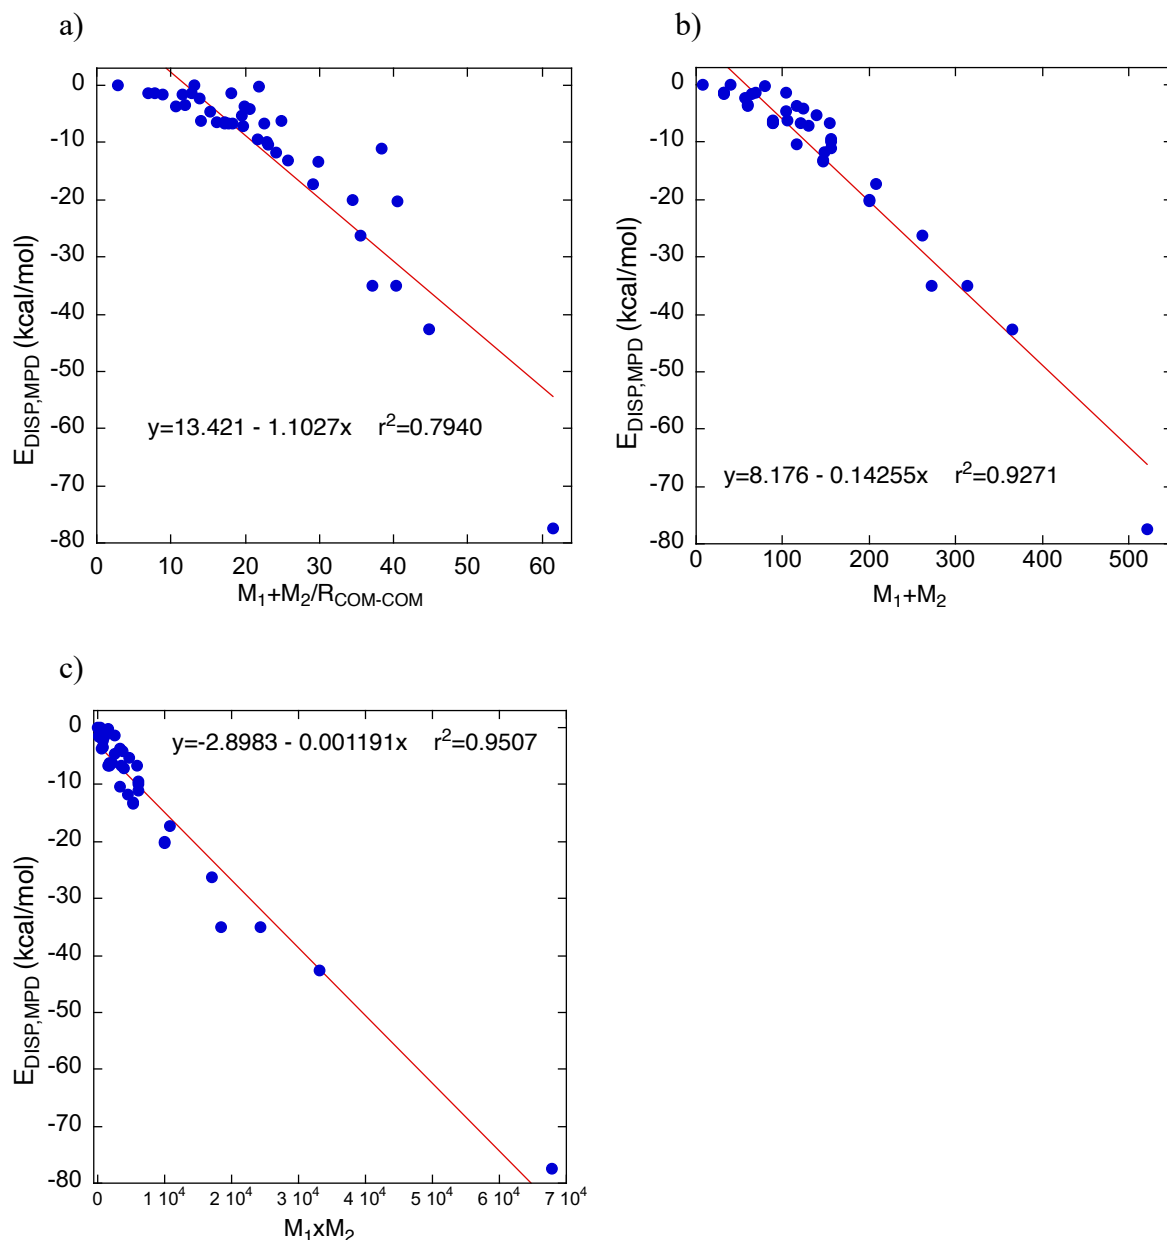 a)
0
-10
-20
-30
-40
-50
-60
-70
-80
E_DISP,MPD (kcal/mol)
y=13.421 - 1.1027x r²=0.7940
0 10 20 30 40 50 60
M₁+M₂/R_COM-COM
b)
0
-10
-20
-30
-40
-50
-60
-70
-80
E_DISP,MPD (kcal/mol)
y=8.176 - 0.14255x r²=0.9271
0 100 200 300 400 500
M₁+M₂
c)
0
-10
-20
-30
-40
-50
-60
-70
-80
E_DISP,MPD (kcal/mol)
y=-2.8983 - 0.001191x r²=0.9507
0 1 10⁴ 2 10⁴ 3 10⁴ 4 10⁴ 5 10⁴ 6 10⁴ 7 10⁴
M₁xM₂